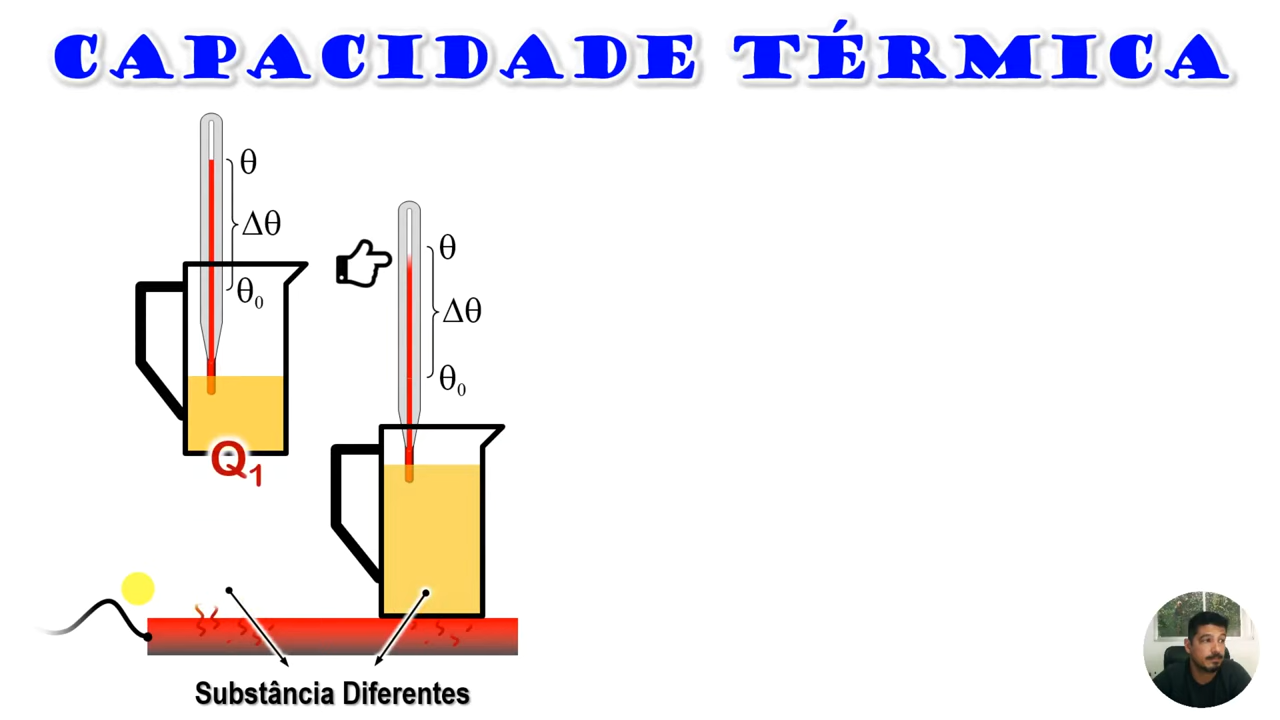 CAPACIDADE TÉRMICA
θ
Δθ
θ₀
θ
Δθ
θ₀
Q₁
Substância Diferentes